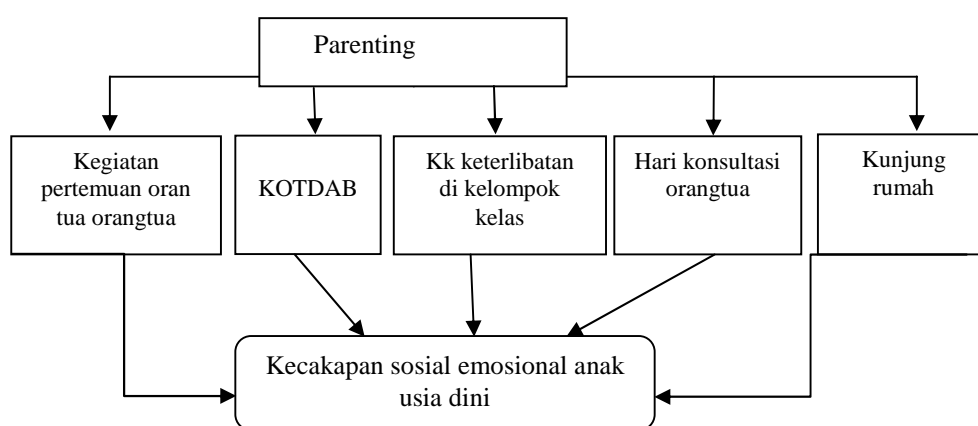 Parenting
Kegiatan
pertemuan oran
tua orangtua
KOTDAB
Kk keterlibatan
di kelompok
kelas
Hari konsultasi
orangtua
Kunjung
rumah
Kecakapan sosial emosional anak
usia dini